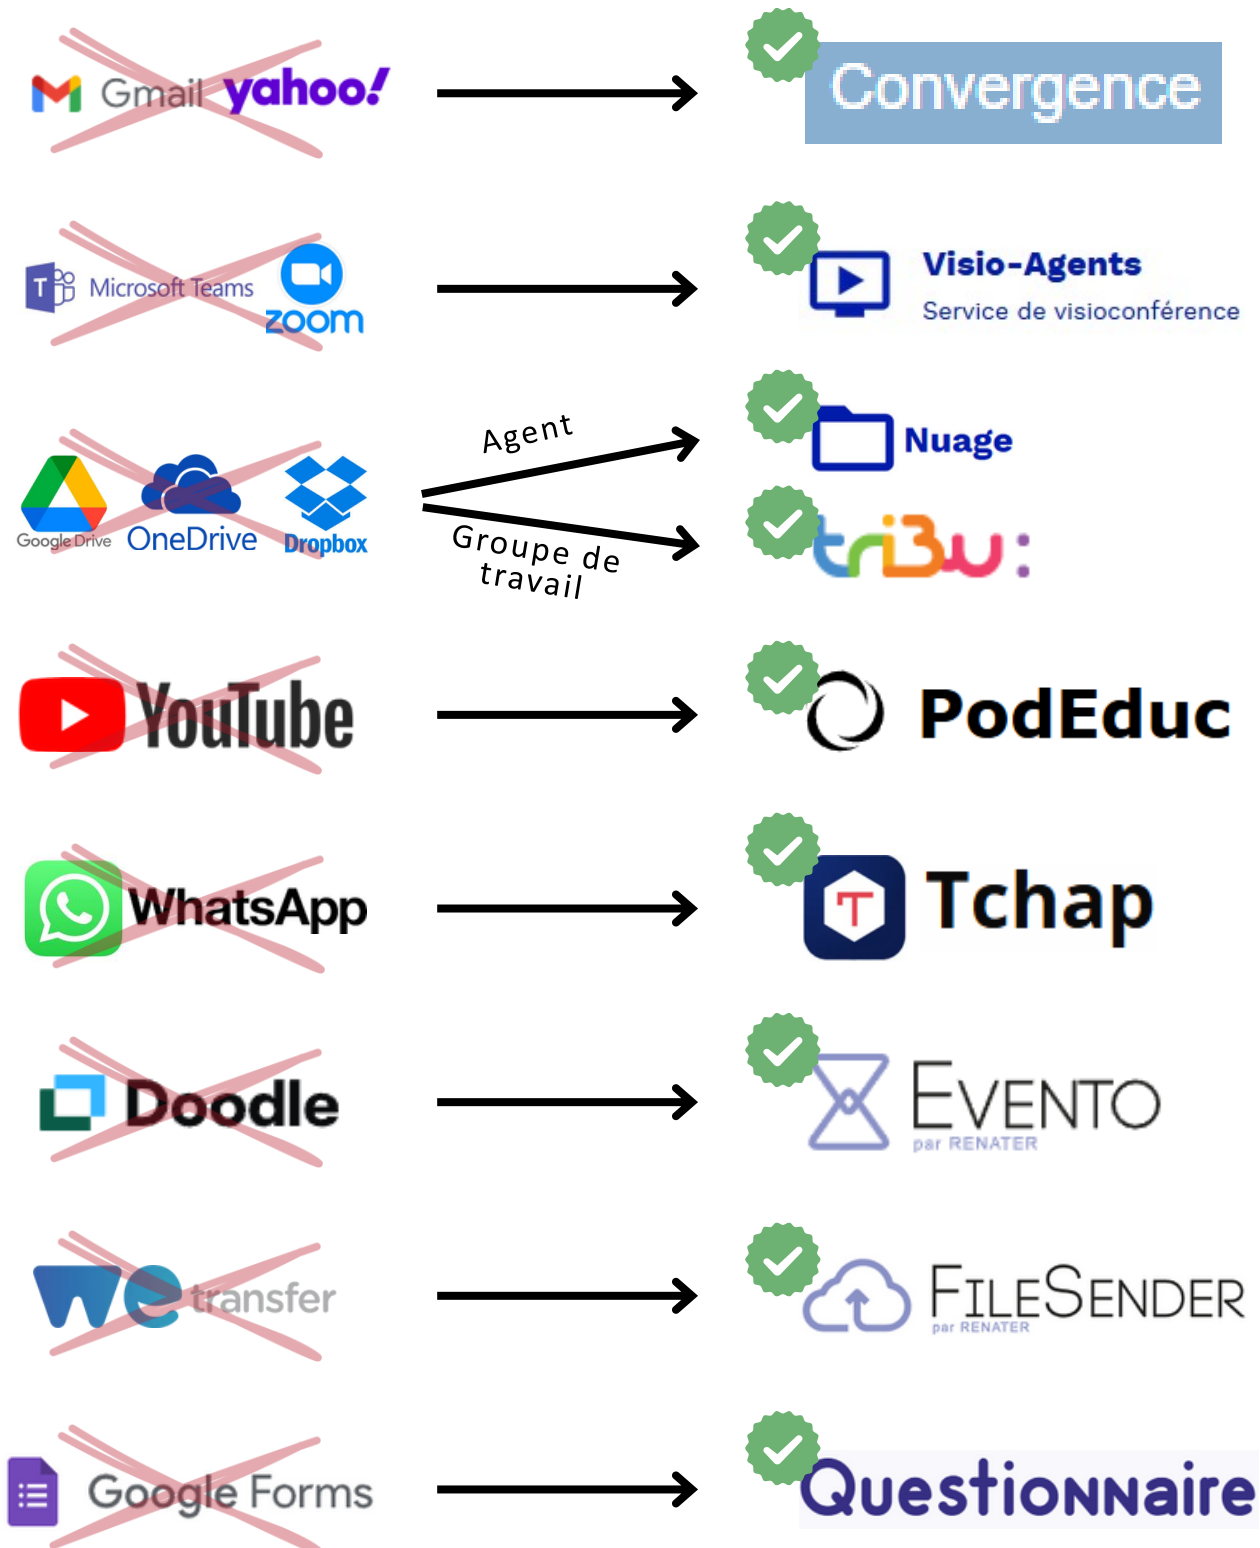 Gmail yahoo!
Convergence
Microsoft Teams
zoom
Visio-Agents
Service de visioconférence
Google Drive
OneDrive
Dropbox
Agent
Groupe de
travail
Nuage
tribu:
YouTube
PodEduc
WhatsApp
Tchap
Doodle
EVENTO
par RENATER
we transfer
FILESENDER
par RENATER
Google Forms
Questionnaire